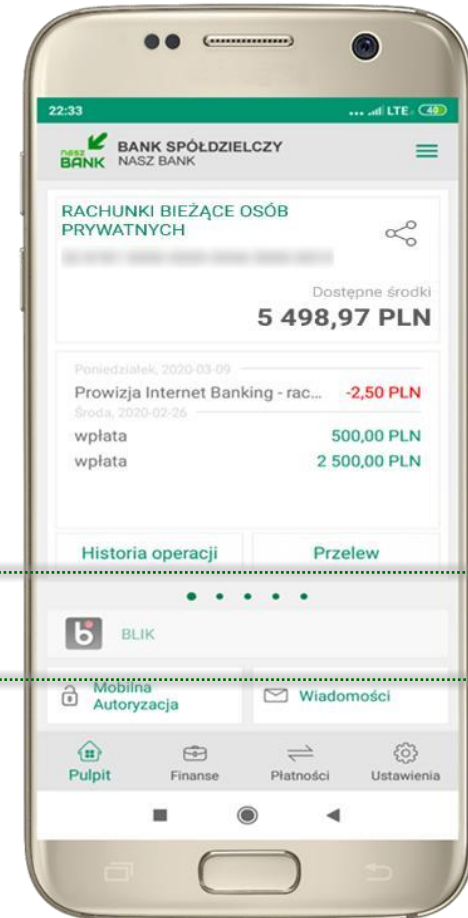 22:33
LTE 40
nasz
BANK
BANK SPÓŁDZIELCZY
NASZ BANK
RACHUNKI BIEŻĄCE OSÓB
PRYWATNYCH
Dostępne środki
5 498,97 PLN
Poniedziałek, 2020-03-09
Prowizja Internet Banking - rac... -2,50 PLN
Środa, 2020-02-26
wpłata 500,00 PLN
wpłata 2 500,00 PLN
Historia operacji Przelew
BLIK
Mobilna
Autoryzacja
Wiadomości
Pulpit Finanse Płatności Ustawienia